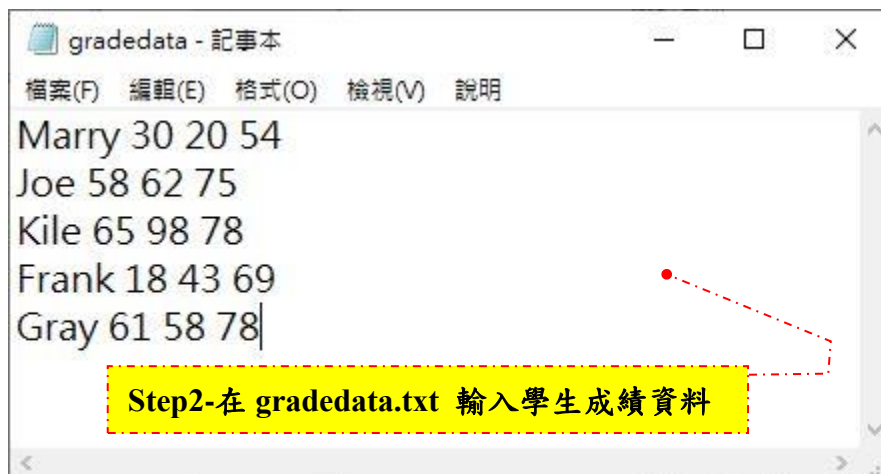 gradedata - 記事本
檔案(F) 編輯(E) 格式(O) 檢視(V) 說明
Marry 30 20 54
Joe 58 62 75
Kile 65 98 78
Frank 18 43 69
Gray 61 58 78
Step2-在 gradedata.txt 輸入學生成績資料